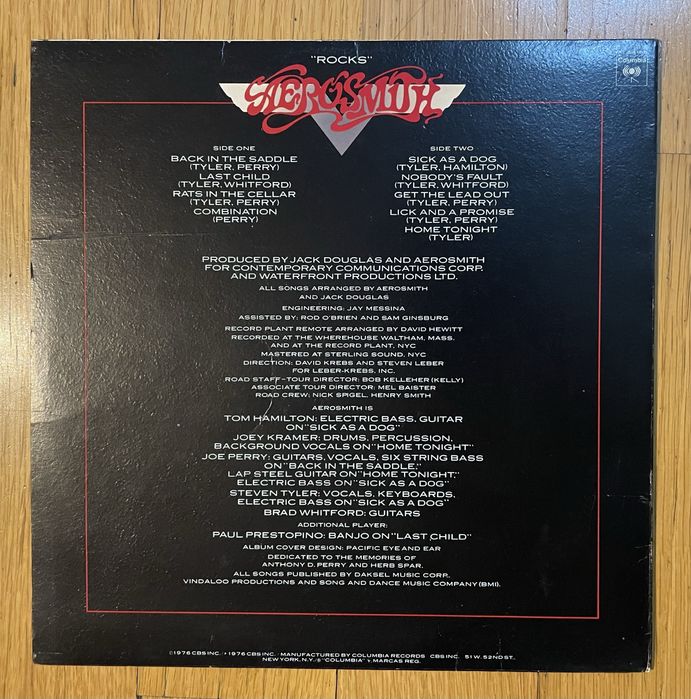 "ROCKS"
AEROSMITH
Columbia
SIDE ONE
BACK IN THE SADDLE
(TYLER, PERRY)
LAST CHILD
(TYLER, WHITFORD)
RATS IN THE CELLAR
(TYLER, PERRY)
COMBINATION
(PERRY)
SIDE TWO
SICK AS A DOG
(TYLER, HAMILTON)
NOBODY'S FAULT
(TYLER, WHITFORD)
GET THE LEAD OUT
(TYLER, PERRY)
LICK AND A PROMISE
(TYLER, PERRY)
HOME TONIGHT
(TYLER)
PRODUCED BY JACK DOUGLAS AND AEROSMITH
FOR CONTEMPORARY COMMUNICATIONS CORP.
AND WATERFRONT PRODUCTIONS LTD.
ALL SONGS ARRANGED BY AEROSMITH
AND JACK DOUGLAS
ENGINEERING: JAY MESSINA
ASSISTED BY: ROD O'BRIEN AND SAM GINSBURG
RECORD PLANT REMOTE ARRANGED BY DAVID HEWITT
RECORDED AT THE WHEREHOUSE WALTHAM, MASS.
AND AT THE RECORD PLANT, NYC
MASTERED AT STERLING SOUND, NYC
DIRECTION: DAVID KREBS AND STEVEN LEBER
FOR LEBER-KREBS, INC.
ROAD STAFF-TOUR DIRECTOR: BOB KELLEHER (KELLY)
ASSOCIATE TOUR DIRECTOR: MEL BAISTER
ROAD CREW: NICK SPIGEL, HENRY SMITH
AEROSMITH IS
TOM HAMILTON: ELECTRIC BASS, GUITAR
ON "SICK AS A DOG"
JOEY KRAMER: DRUMS, PERCUSSION,
BACKGROUND VOCALS ON "HOME TONIGHT"
JOE PERRY: GUITARS, VOCALS, SIX STRING BASS
ON "BACK IN THE SADDLE,"
LAP STEEL GUITAR ON "HOME TONIGHT,"
ELECTRIC BASS ON "SICK AS A DOG"
STEVEN TYLER: VOCALS, KEYBOARDS,
ELECTRIC BASS ON "SICK AS A DOG"
BRAD WHITFORD: GUITARS
ADDITIONAL PLAYER:
PAUL PRESTOPINO: BANJO ON "LAST CHILD"
ALBUM COVER DESIGN: PACIFIC EYE AND EAR
DEDICATED TO THE MEMORIES OF
ANTHONY D. PERRY AND HERB SPAR.
ALL SONGS PUBLISHED BY DAKSEL MUSIC CORP.
VINDALOO PRODUCTIONS AND SONG AND DANCE MUSIC COMPANY (BMI).
© 1976 CBS INC. ℗ 1976 CBS INC. MANUFACTURED BY COLUMBIA RECORDS CBS INC. 51 W. 52ND ST.,
NEW YORK, N.Y. "COLUMBIA", MARCAS REG.